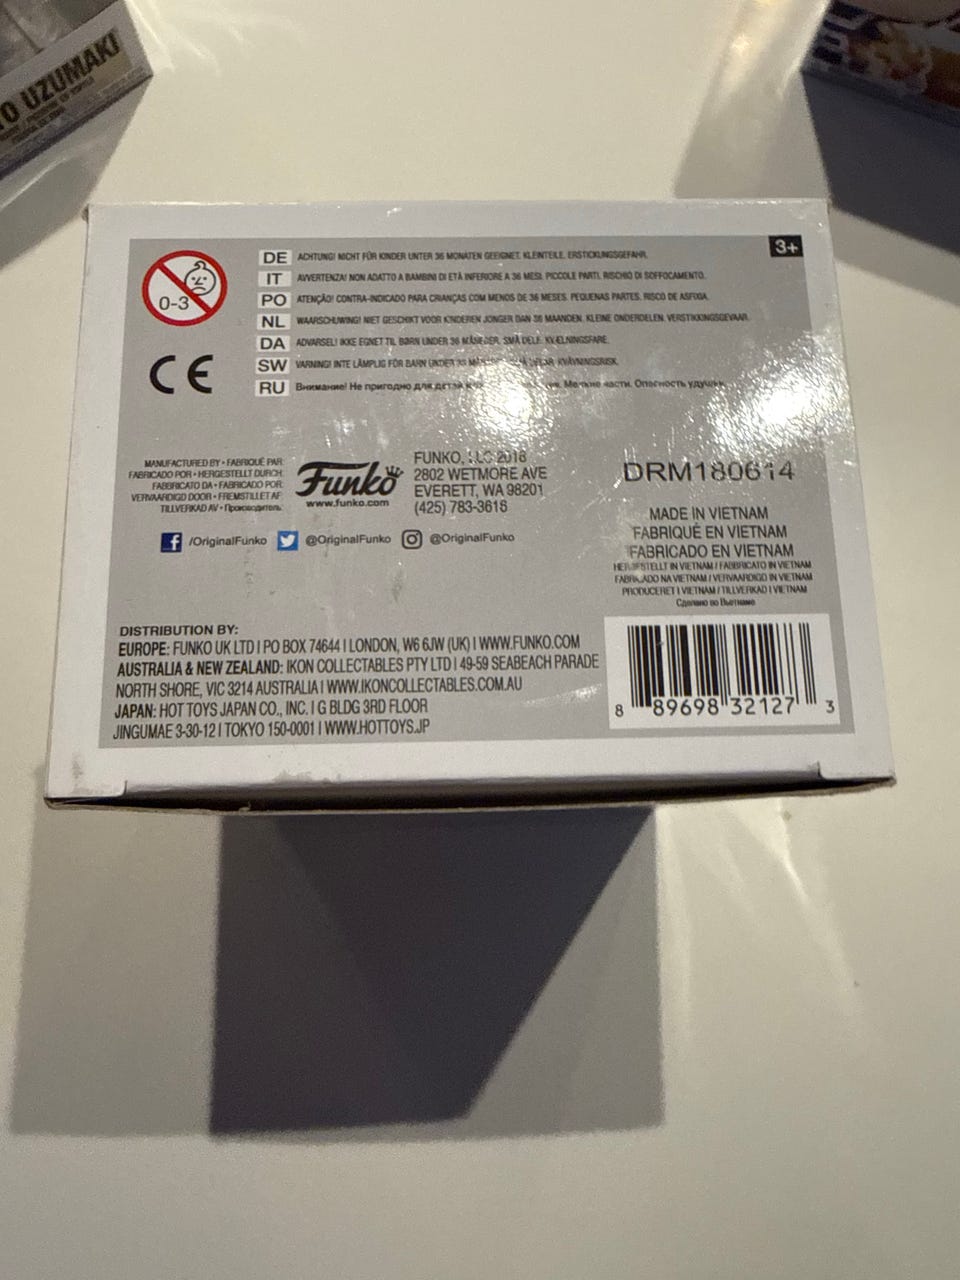 UZUMAKI
3+
0-3
DE ACHTUNG! NICHT FÜR KINDER UNTER 36 MONATEN GEEIGNET. KLEINTEILE. ERSTICKUNGSGEFAHR.
IT AVVERTENZA! NON ADATTO A BAMBINI DI ETÀ INFERIORE A 36 MESI. PICCOLE PARTI. RISCHIO DI SOFFOCAMENTO.
PO ATENÇÃO! CONTRA-INDICADO PARA CRIANÇAS COM MENOS DE 36 MESES. PEQUENAS PARTES. RISCO DE ASFIXIA.
NL WAARSCHUWING! NIET GESCHIKT VOOR KINDEREN JONGER DAN 36 MAANDEN. KLEINE ONDERDELEN. VERSTIKKINGSGEVAAR.
DA ADVARSEL! IKKE EGNET TIL BØRN UNDER 36 MÅNEDER. SMÅ DELE. KVÆLNINGSFARE.
SW VARNING! INTE LÄMPLIG FÖR BARN UNDER 36 KVÄVNINGSRISK.
RU Внимание! Не пригодно для детей Мелкие части. Опасность удушья.
CE
MANUFACTURED BY • FABRIQUÉ PAR
FABRICADO POR • HERGESTELLT DURCH
FABBRICATO DA • FABRICADO POR
VERVAARDIGD DOOR • FREMSTILLET AF
TILLVERKAD AV • Производитель
Funko
www.funko.com
FUNKO, LLC 2018
2802 WETMORE AVE
EVERETT, WA 98201
(425) 783-3616
/OriginalFunko @OriginalFunko @OriginalFunko
DRM180614
MADE IN VIETNAM
FABRIQUÉ EN VIETNAM
FABRICADO EN VIETNAM
HERGESTELLT IN VIETNAM / FABBRICATO IN VIETNAM
FABRICADO NA VIETNAM / VERVAARDIGD IN VIETNAM
PRODUCERET I VIETNAM / TILLVERKAD I VIETNAM
Сделано во Вьетнаме
DISTRIBUTION BY:
EUROPE: FUNKO UK LTD | PO BOX 74644 | LONDON, W6 6JW (UK) | WWW.FUNKO.COM
AUSTRALIA & NEW ZEALAND: IKON COLLECTABLES PTY LTD | 49-59 SEABEACH PARADE
NORTH SHORE, VIC 3214 AUSTRALIA | WWW.IKONCOLLECTABLES.COM.AU
JAPAN: HOT TOYS JAPAN CO., INC. | G BLDG 3RD FLOOR
JINGUMAE 3-30-12 | TOKYO 150-0001 | WWW.HOTTOYS.JP
8 89698 32127 3